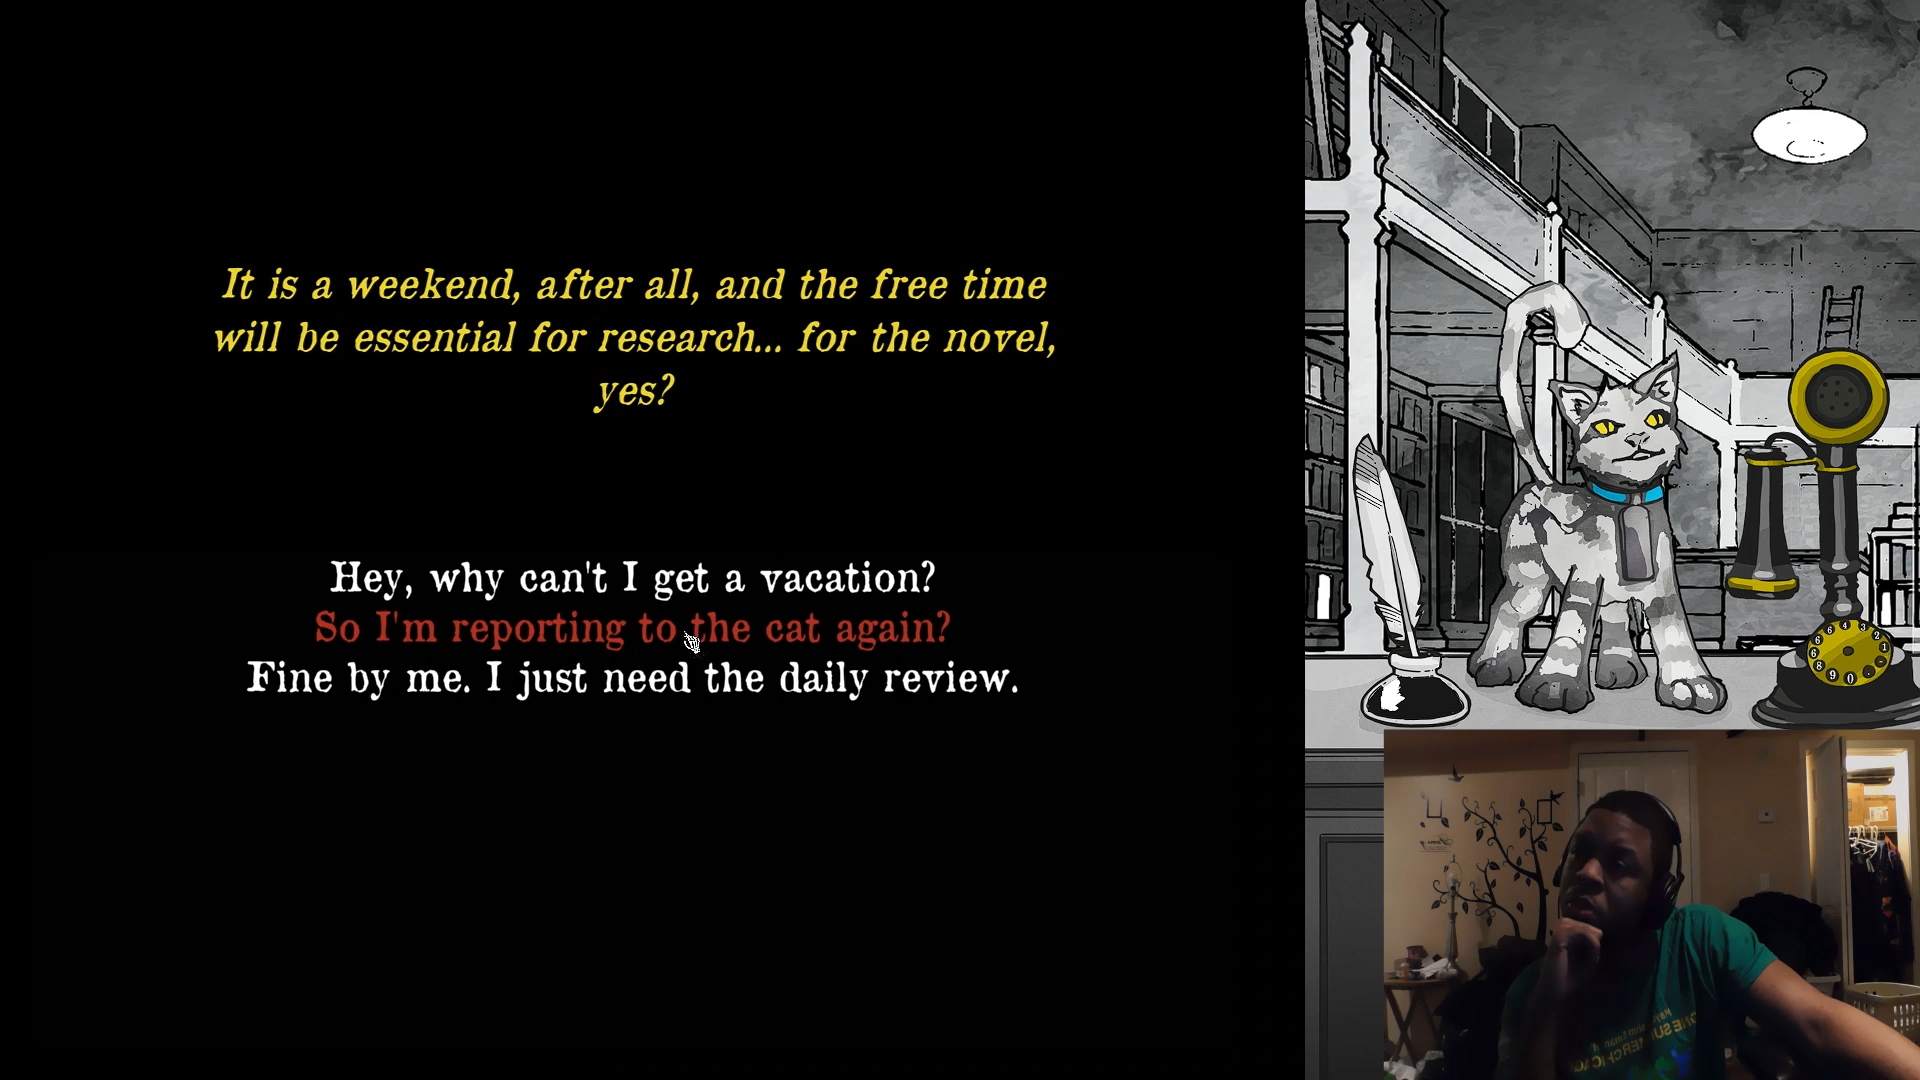 It is a weekend, after all, and the free time
will be essential for research... for the novel,
yes?
Hey, why can't I get a vacation?
So I'm reporting to the cat again?
Fine by me. I just need the daily review.